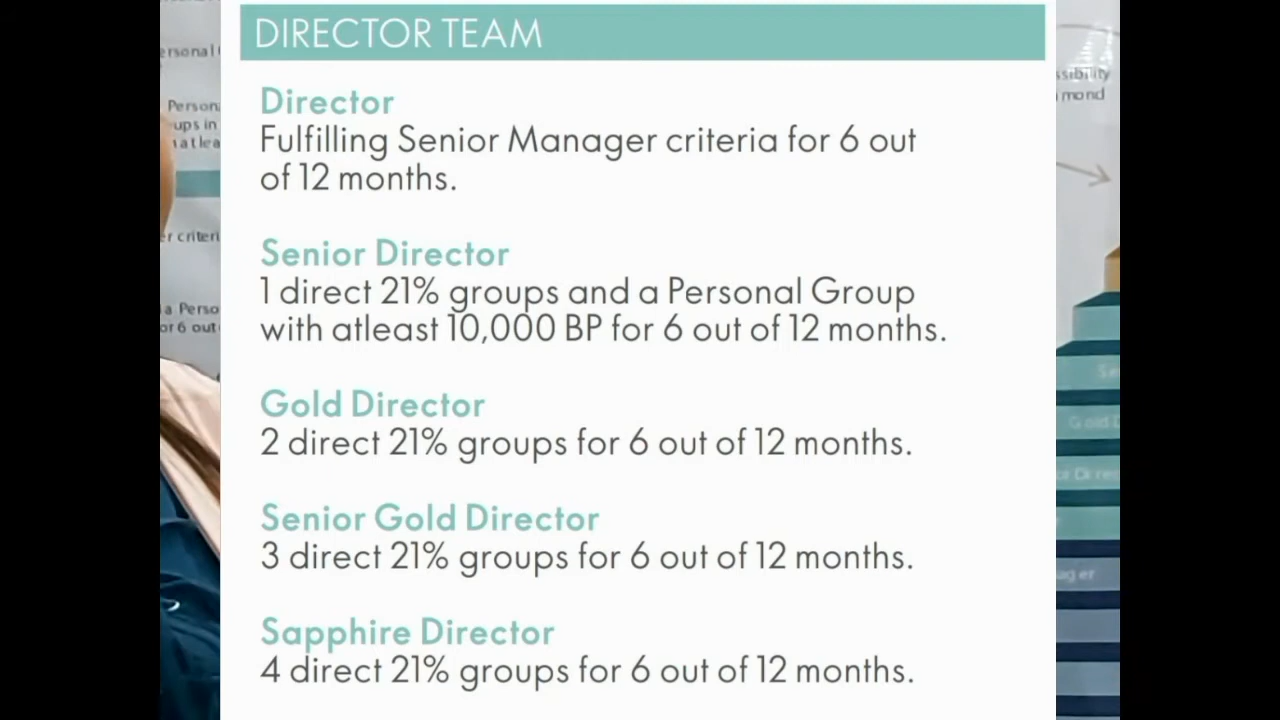 DIRECTOR TEAM
Director
Fulfilling Senior Manager criteria for 6 out
of 12 months.
Senior Director
1 direct 21% groups and a Personal Group
with atleast 10,000 BP for 6 out of 12 months.
Gold Director
2 direct 21% groups for 6 out of 12 months.
Senior Gold Director
3 direct 21% groups for 6 out of 12 months.
Sapphire Director
4 direct 21% groups for 6 out of 12 months.